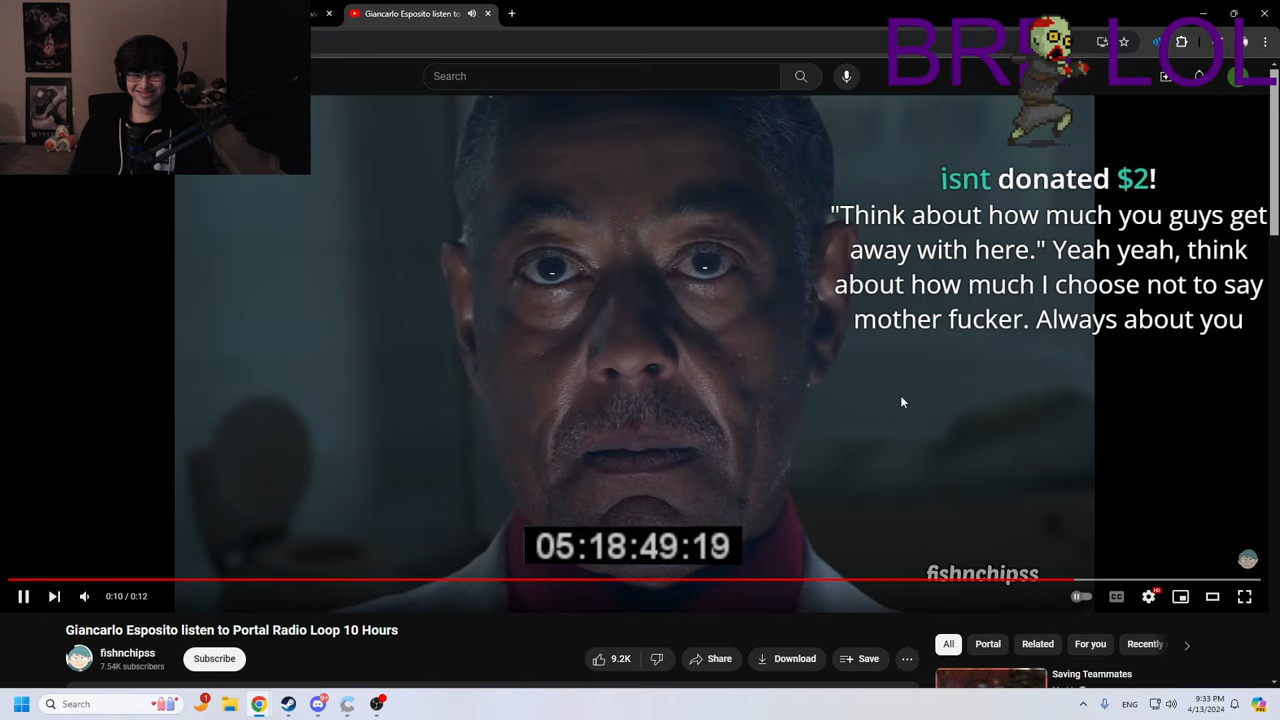 Giancarlo Esposito listen to
Search
BRB LOL
isnt donated $2!
"Think about how much you guys get
away with here." Yeah yeah, think
about how much I choose not to say
mother fucker. Always about you
05:18:49:19
fishnchipss
0:10 / 0:12
CC
HD
Giancarlo Esposito listen to Portal Radio Loop 10 Hours
fishnchipss
7.54K subscribers
Subscribe
9.2K
Share
Download
Save
All
Portal
Related
For you
Recently
Saving Teammates
Search
1
9+
ENG
9:33 PM
4/13/2024